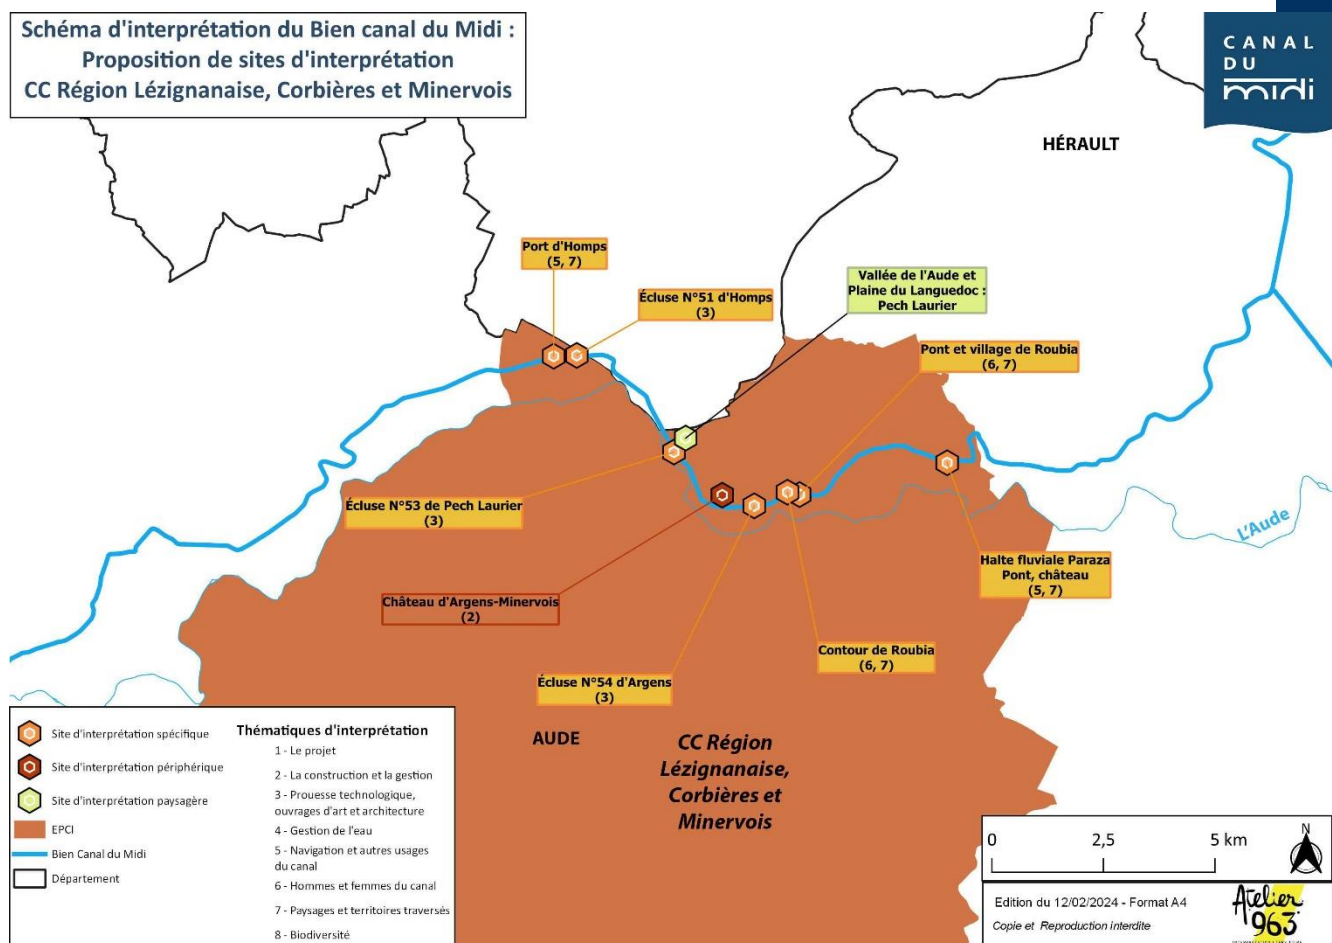 Schéma d'interprétation du Bien canal du Midi :
Proposition de sites d'interprétation
CC Région Lézignanaise, Corbières et Minervois
CANAL
DU
midi
HÉRAULT
Port d'Homps
(5, 7)
Écluse N°51 d'Homps
(3)
Vallée de l'Aude et
Plaine du Languedoc :
Pech Laurier
Pont et village de Roubia
(6, 7)
Écluse N°53 de Pech Laurier
(3)
L'Aude
Halte fluviale Paraza
Pont, château
(5, 7)
Château d'Argens-Minervois
(2)
Contour de Roubia
(6, 7)
Écluse N°54 d'Argens
(3)
AUDE
CC Région
Lézignanaise,
Corbières et
Minervois
Site d'interprétation spécifique
Site d'interprétation périphérique
Site d'interprétation paysagère
EPCI
Bien Canal du Midi
Département
Thématiques d'interprétation
1 - Le projet
2 - La construction et la gestion
3 - Prouesse technologique,
ouvrages d'art et architecture
4 - Gestion de l'eau
5 - Navigation et autres usages
du canal
6 - Hommes et femmes du canal
7 - Paysages et territoires traversés
8 - Biodiversité
0 2,5 5 km
N
Edition du 12/02/2024 - Format A4
Copie et Reproduction interdite
Atelier
963